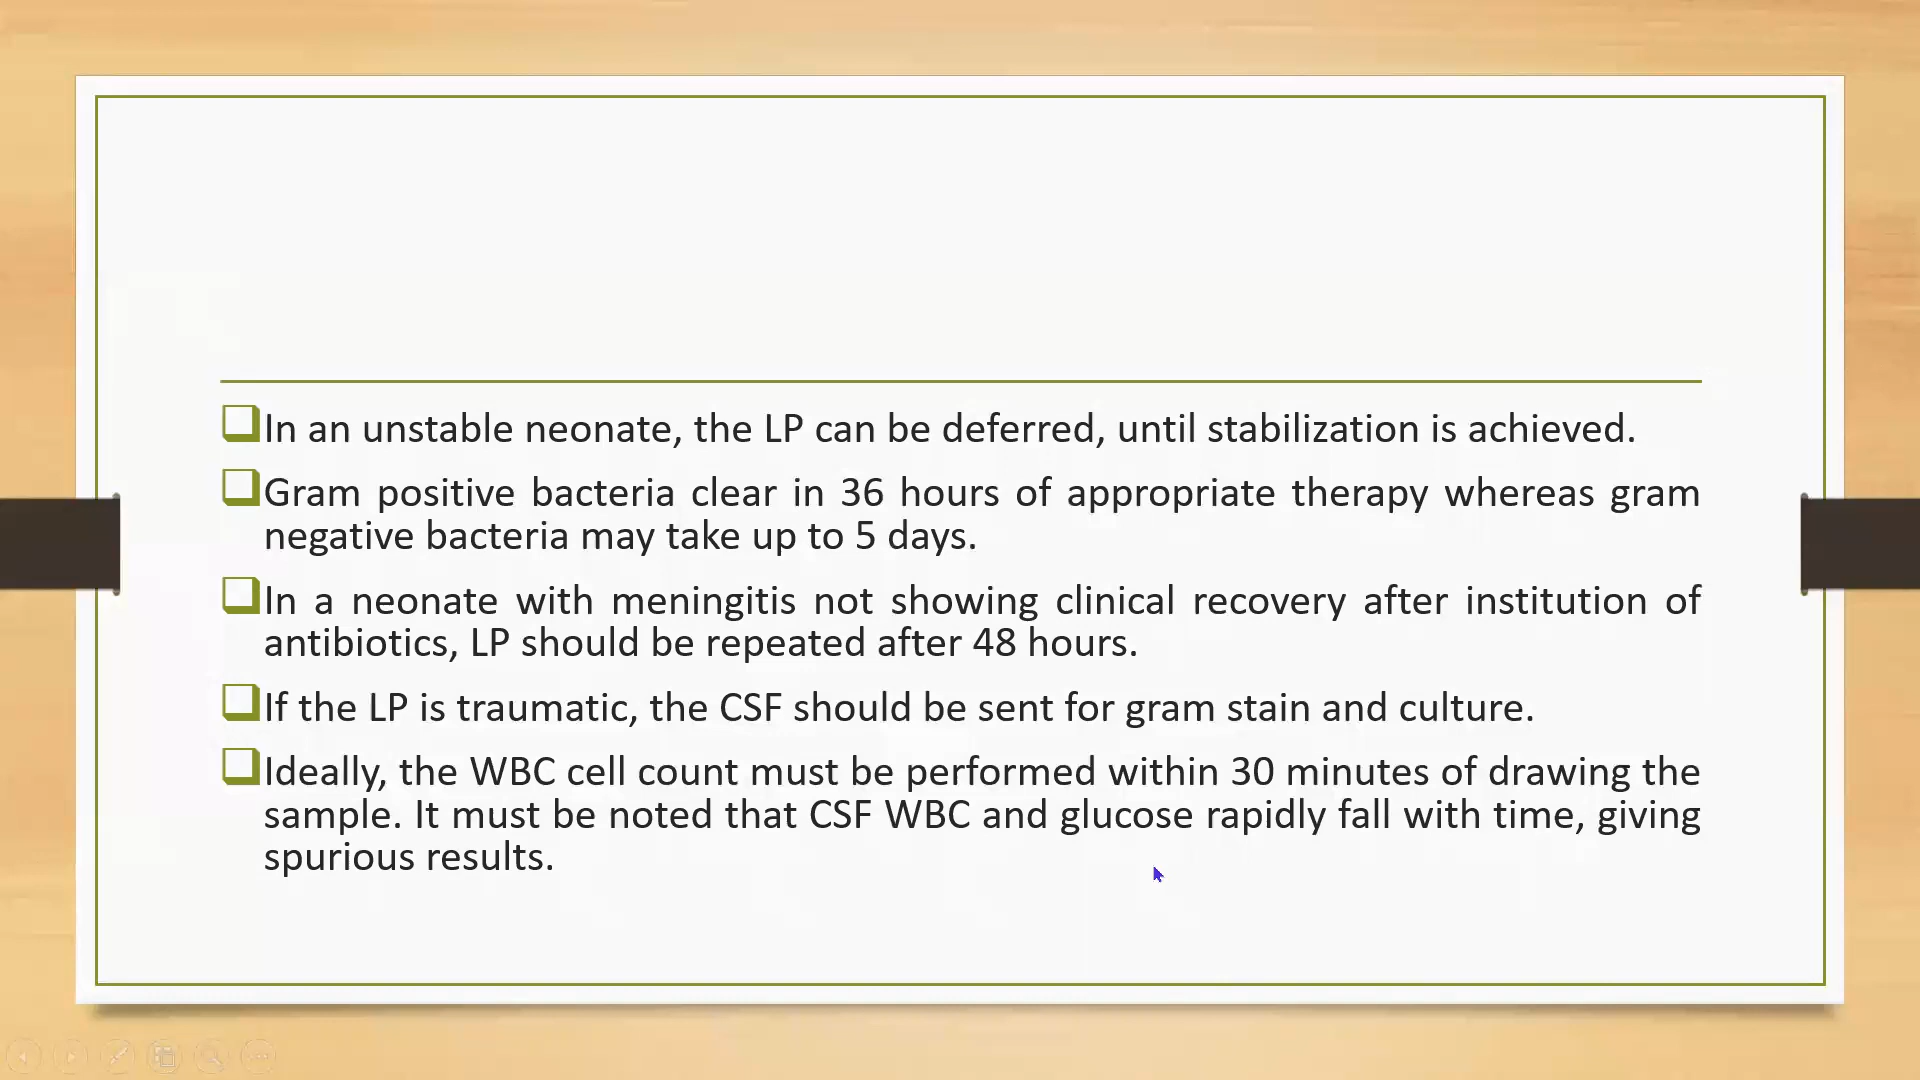 In an unstable neonate, the LP can be deferred, until stabilization is achieved.
Gram positive bacteria clear in 36 hours of appropriate therapy whereas gram
negative bacteria may take up to 5 days.
In a neonate with meningitis not showing clinical recovery after institution of
antibiotics, LP should be repeated after 48 hours.
If the LP is traumatic, the CSF should be sent for gram stain and culture.
Ideally, the WBC cell count must be performed within 30 minutes of drawing the
sample. It must be noted that CSF WBC and glucose rapidly fall with time, giving
spurious results.